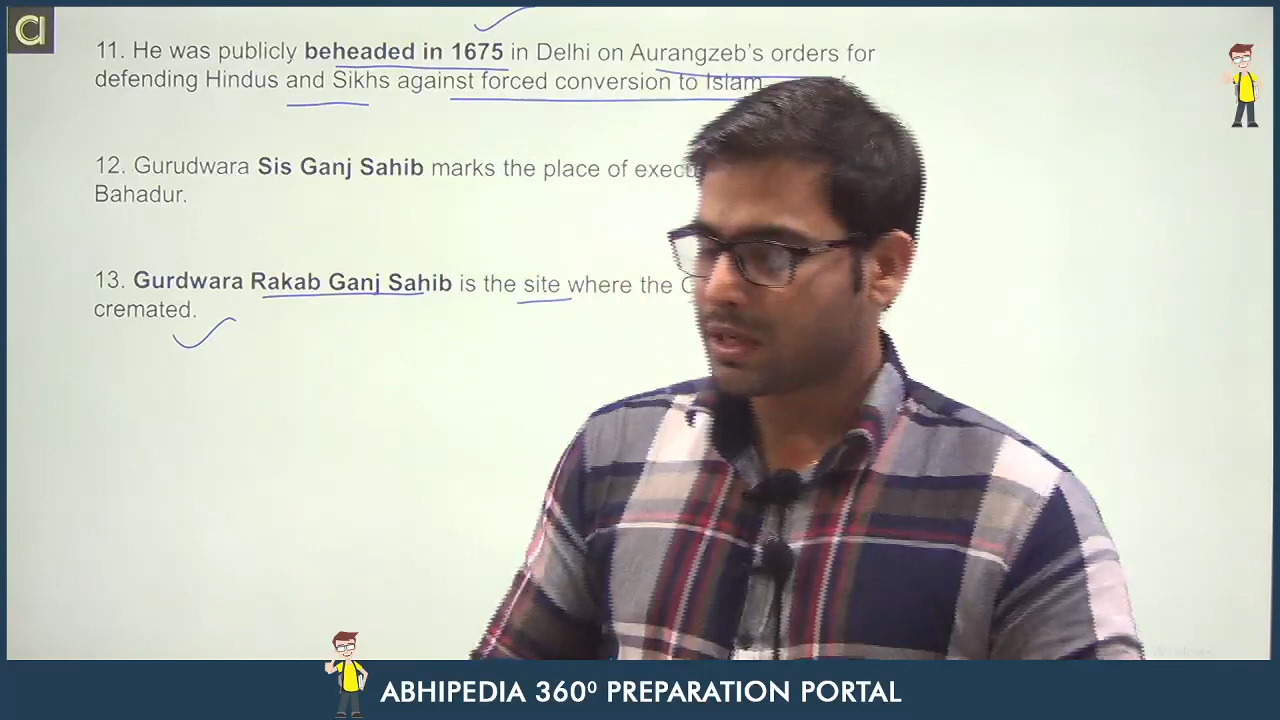 11. He was publicly beheaded in 1675 in Delhi on Aurangzeb's orders for
defending Hindus and Sikhs against forced conversion to Islam
12. Gurudwara Sis Ganj Sahib marks the place of
Bahadur.
13. Gurdwara Rakab Ganj Sahib is the site where the
cremated.
ABHIPEDIA 360⁰ PREPARATION PORTAL